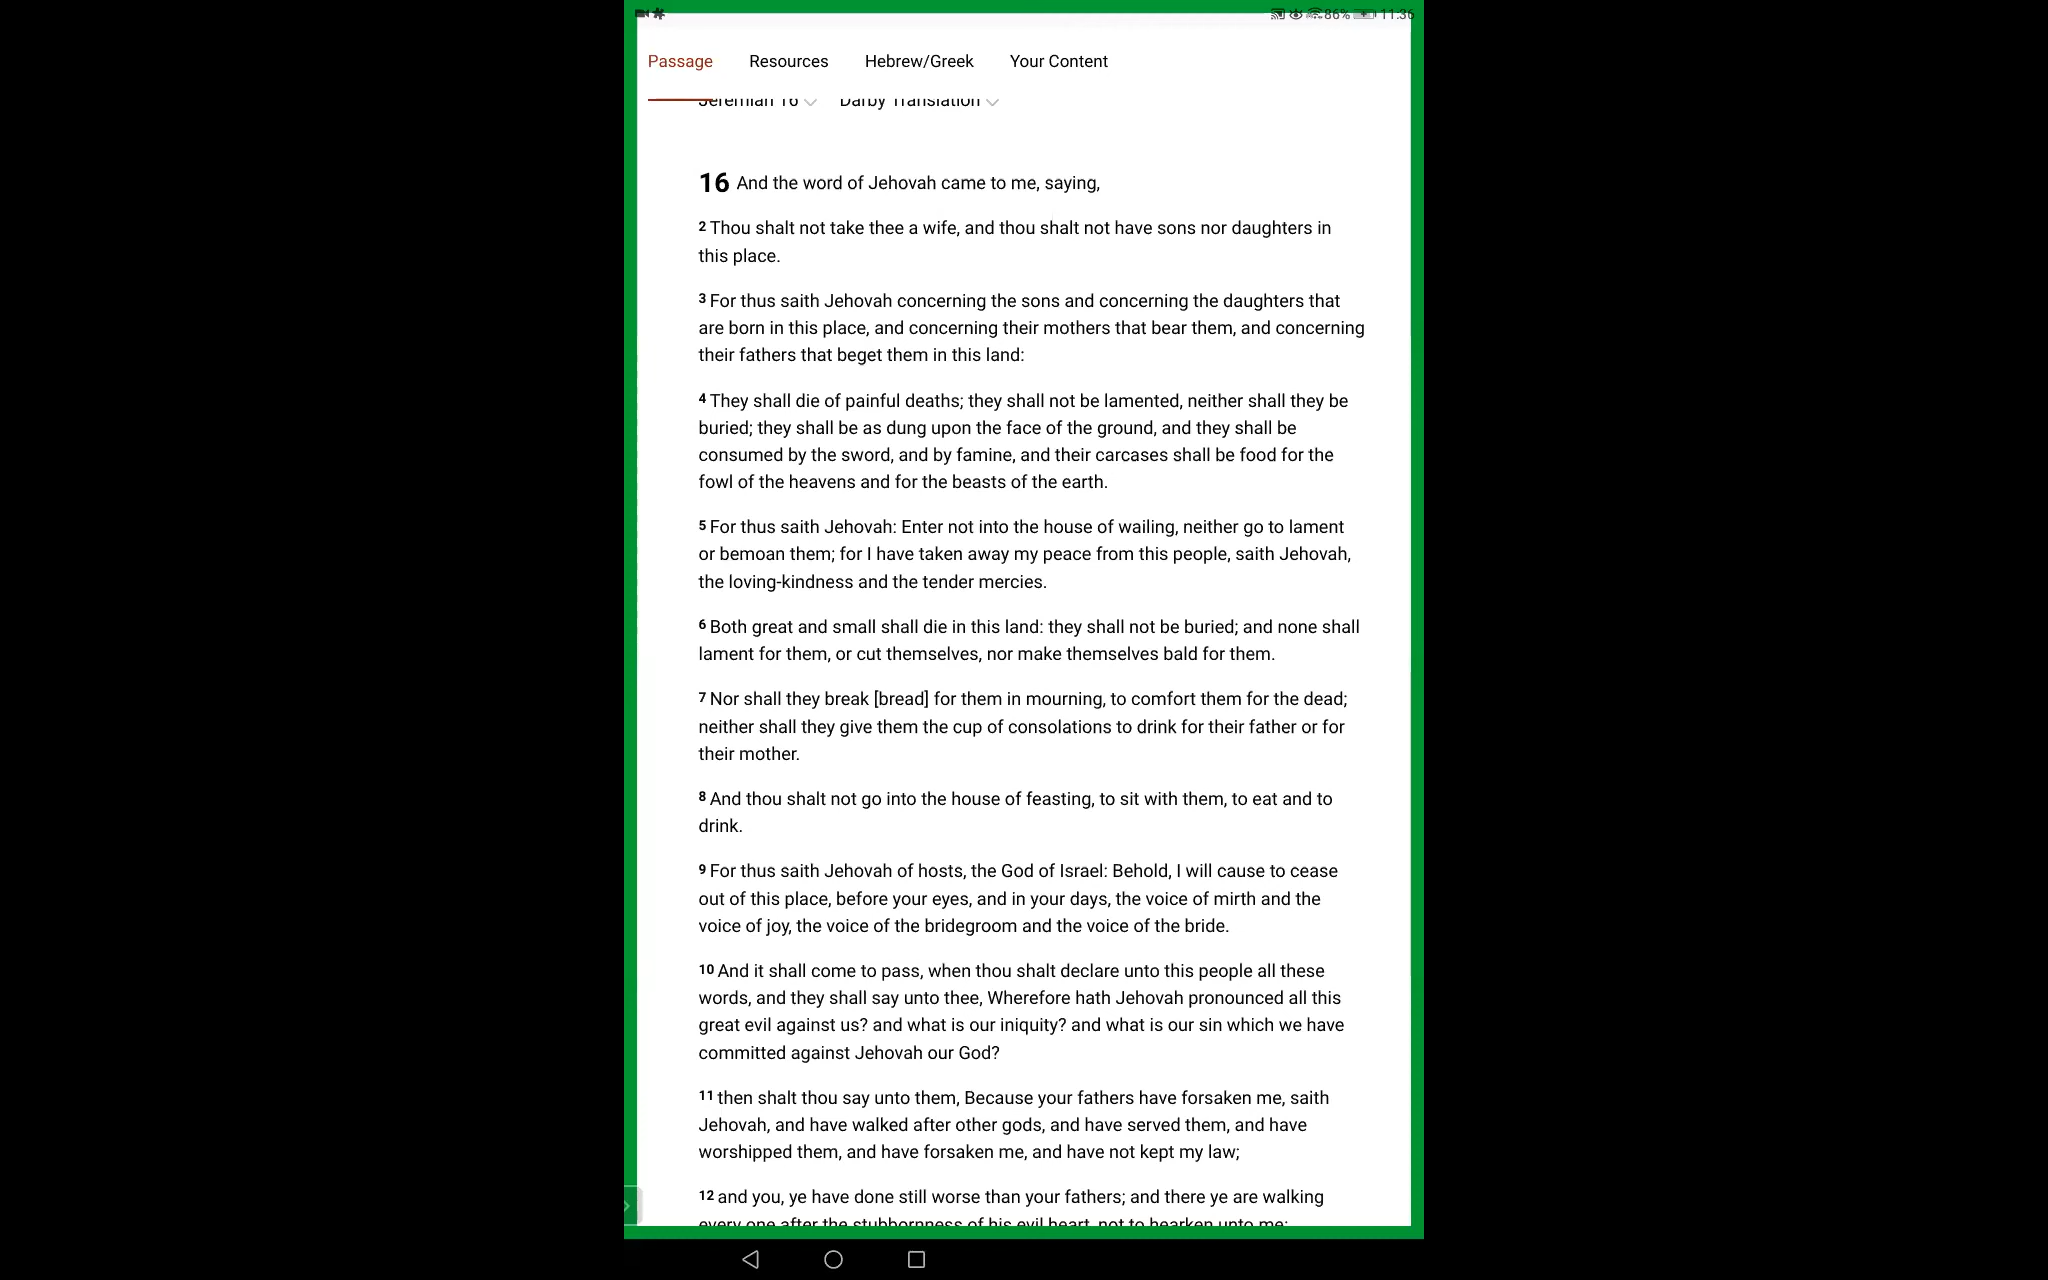 86% 11:36
Passage Resources Hebrew/Greek Your Content
Jeremiah 16 Darby Translation
16 And the word of Jehovah came to me, saying,
2 Thou shalt not take thee a wife, and thou shalt not have sons nor daughters in
this place.
3 For thus saith Jehovah concerning the sons and concerning the daughters that
are born in this place, and concerning their mothers that bear them, and concerning
their fathers that beget them in this land:
4 They shall die of painful deaths; they shall not be lamented, neither shall they be
buried; they shall be as dung upon the face of the ground, and they shall be
consumed by the sword, and by famine, and their carcases shall be food for the
fowl of the heavens and for the beasts of the earth.
5 For thus saith Jehovah: Enter not into the house of wailing, neither go to lament
or bemoan them; for I have taken away my peace from this people, saith Jehovah,
the loving-kindness and the tender mercies.
6 Both great and small shall die in this land: they shall not be buried; and none shall
lament for them, or cut themselves, nor make themselves bald for them.
7 Nor shall they break [bread] for them in mourning, to comfort them for the dead;
neither shall they give them the cup of consolations to drink for their father or for
their mother.
8 And thou shalt not go into the house of feasting, to sit with them, to eat and to
drink.
9 For thus saith Jehovah of hosts, the God of Israel: Behold, I will cause to cease
out of this place, before your eyes, and in your days, the voice of mirth and the
voice of joy, the voice of the bridegroom and the voice of the bride.
10 And it shall come to pass, when thou shalt declare unto this people all these
words, and they shall say unto thee, Wherefore hath Jehovah pronounced all this
great evil against us? and what is our iniquity? and what is our sin which we have
committed against Jehovah our God?
11 then shalt thou say unto them, Because your fathers have forsaken me, saith
Jehovah, and have walked after other gods, and have served them, and have
worshipped them, and have forsaken me, and have not kept my law;
12 and you, ye have done still worse than your fathers; and there ye are walking
every one after the stubbornness of his evil heart, not to hearken unto me;